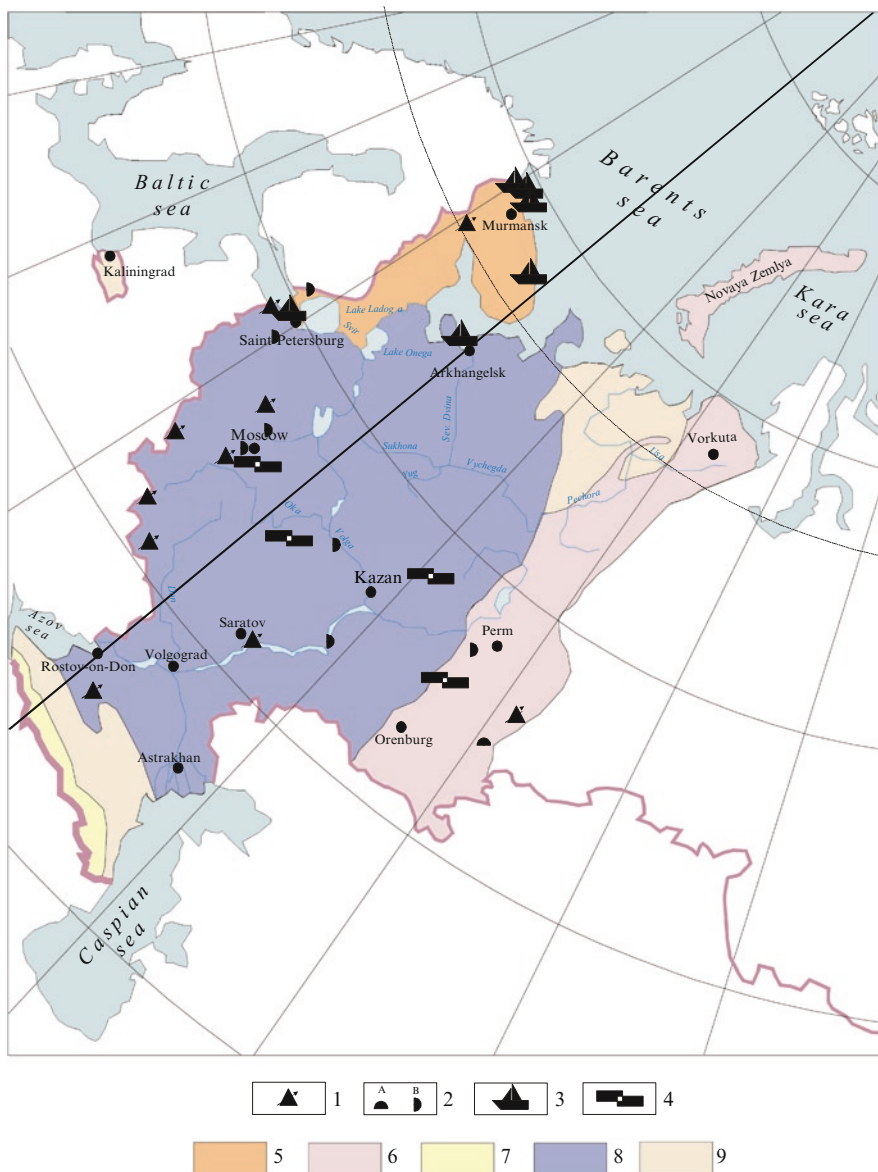 Baltic
sea
Barents
sea
Kara
sea
Novaya Zemlya
Murmansk
Kaliningrad
Lake Ladog a
Svir
Saint-Petersburg
Lake Onega
Arkhangelsk
Sev. Dvina
Vorkuta
Moscow
Sukhona
Vychegda
Pechora
Oka
Volga
Kazan
Don
Azov
sea
Saratov
Perm
Rostov-on-Don
Volgograd
Orenburg
Astrakhan
Caspian
sea
1
A B
2
3
4
5
6
7
8
9